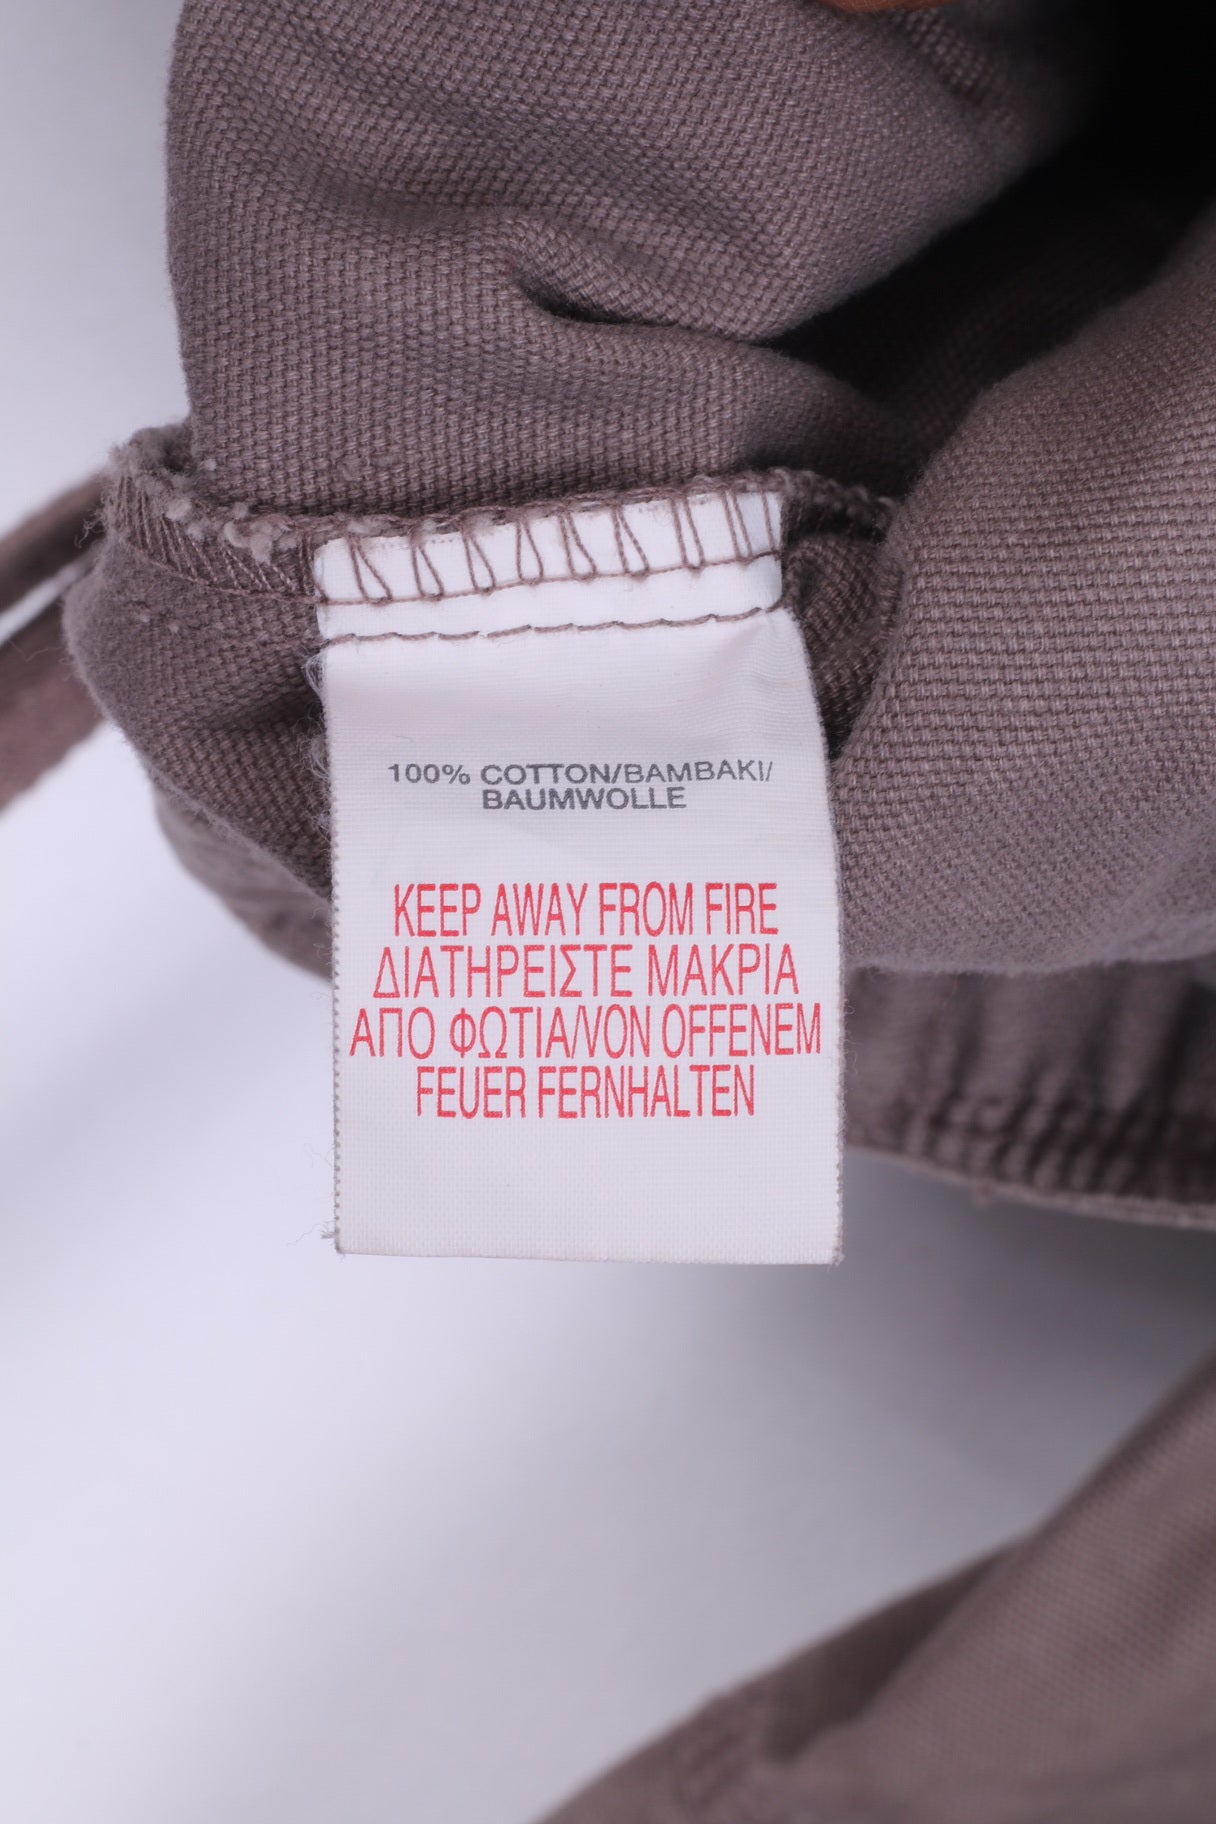 100% COTTON/BAMBAKI/
BAUMWOLLE
KEEP AWAY FROM FIRE
ΔΙΑΤΗΡΕΙΣΤΕ ΜΑΚΡΙΑ
ΑΠΟ ΦΩΤΙΑ/VON OFFENEM
FEUER FERNHALTEN